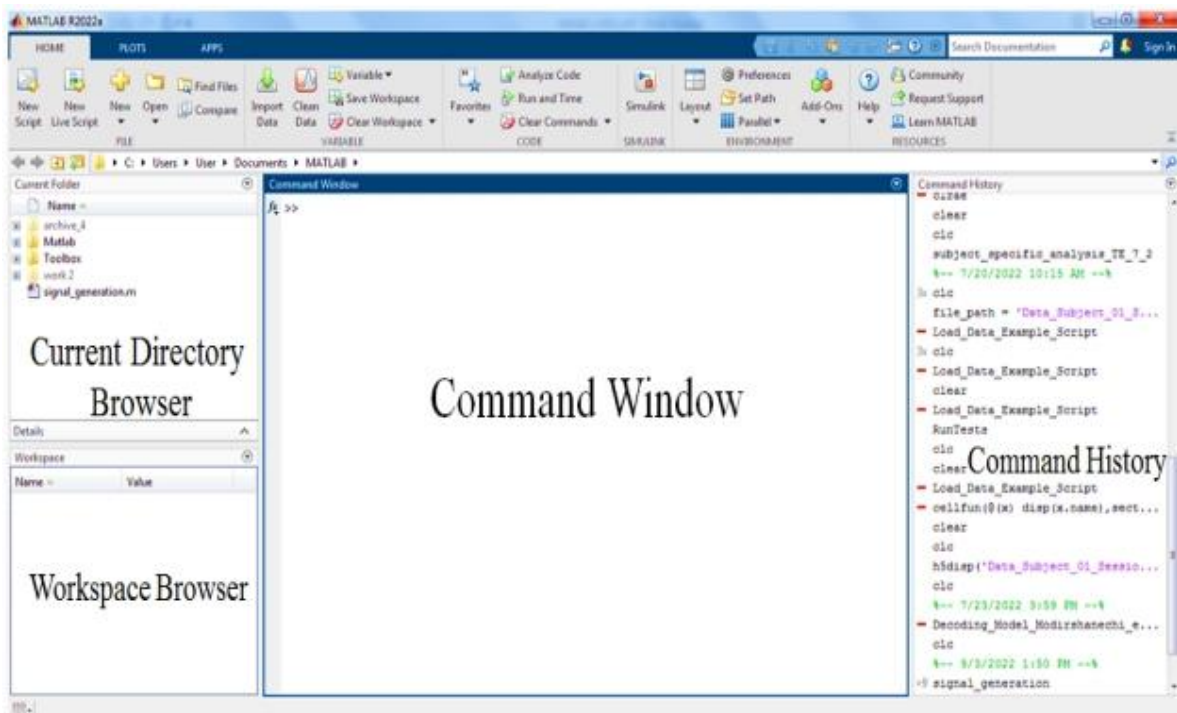 MATLAB R2022a
HOME PLOTS APPS
Search Documentation
Sign In
New Script
New Live Script
New
Open
Find Files
Compare
Import Data
Clean Data
Variable
Save Workspace
Clear Workspace
Favorites
Analyze Code
Run and Time
Clear Commands
Simulink
Layout
Preferences
Set Path
Parallel
Add-Ons
Help
Community
Request Support
Learn MATLAB
FILE VARIABLE CODE SIMULINK ENVIRONMENT RESOURCES
C: Users User Documents MATLAB
Current Folder
Name
archive_4
Matlab
Toolbox
work2
signal_generation.m
Current Directory
Browser
Details
Workspace
Name Value
Workspace Browser
Command Window
fx >>
Command Window
Command History
clear
clc
subject_specific_analysis_TE_7_2
%-- 7/20/2022 10:15 AM --%
clc
file_path = 'Data_Subject_01_S...
Load_Data_Example_Script
clc
Load_Data_Example_Script
clear
Load_Data_Example_Script
RunTests
clc
clear
Command History
Load_Data_Example_Script
cellfun(@(x) disp(x.name),sect...
clear
clc
h5disp('Data_Subject_01_Sessio...
clc
%-- 7/23/2022 3:59 PM --%
Decoding_Model_Modirshanechi_e...
clc
1:50 PM --%
signal_generation